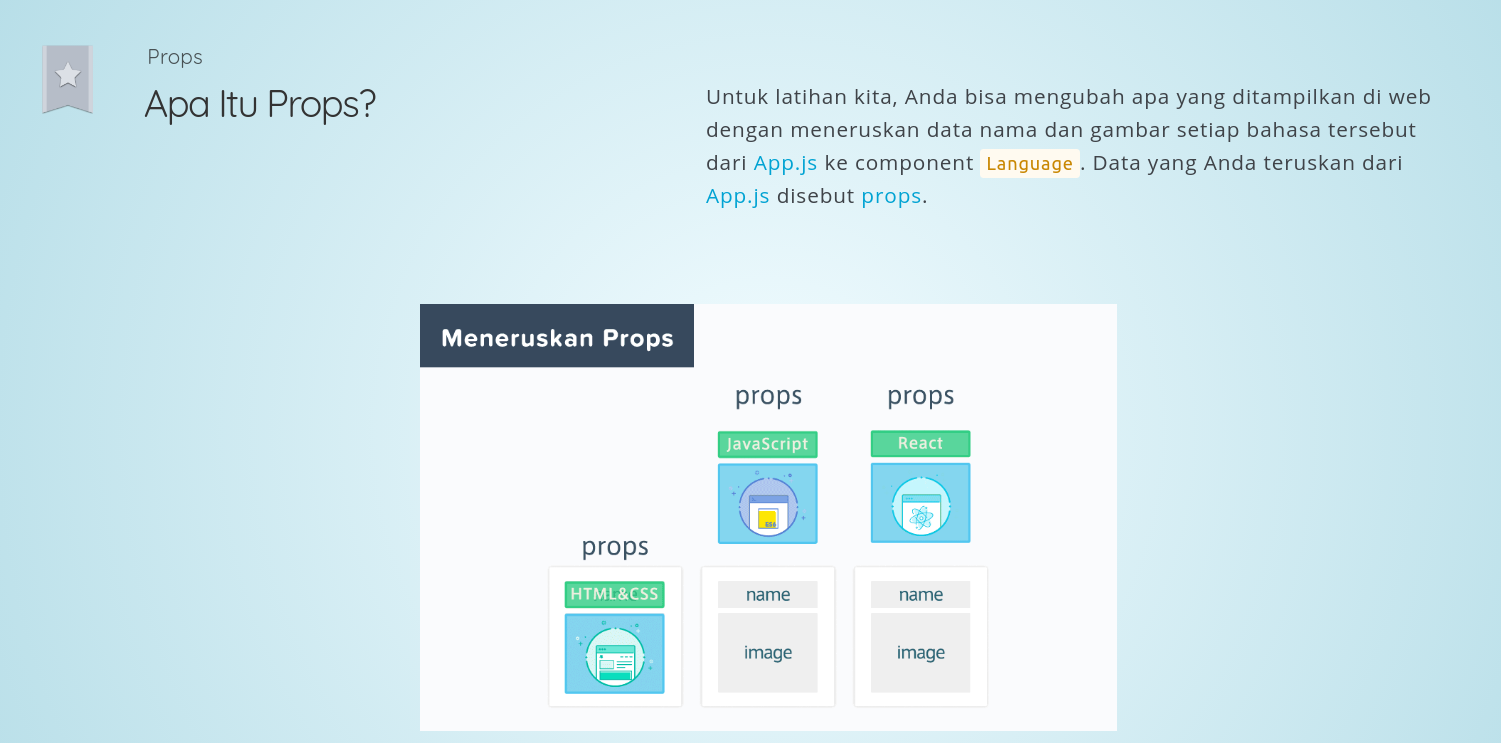 Props
Apa Itu Props?
Untuk latihan kita, Anda bisa mengubah apa yang ditampilkan di web
dengan meneruskan data nama dan gambar setiap bahasa tersebut
dari App.js ke component Language. Data yang Anda teruskan dari
App.js disebut props.
Meneruskan Props
props props
JavaScript React
ES6
props
HTML&CSS name name
image image